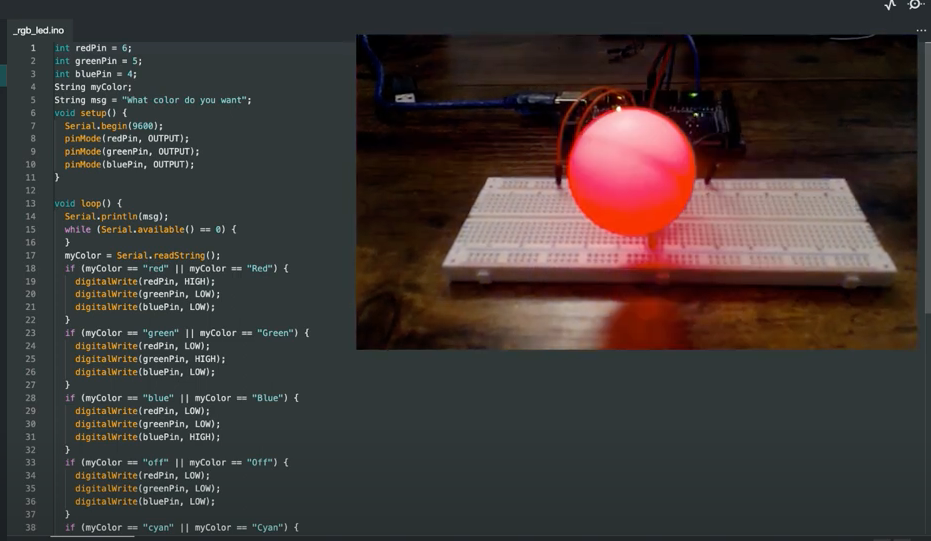 _rgb_led.ino
1 int redPin = 6;
2 int greenPin = 5;
3 int bluePin = 4;
4 String myColor;
5 String msg = "What color do you want";
6 void setup() {
7   Serial.begin(9600);
8   pinMode(redPin, OUTPUT);
9   pinMode(greenPin, OUTPUT);
10   pinMode(bluePin, OUTPUT);
11 }
12
13 void loop() {
14   Serial.println(msg);
15   while (Serial.available() == 0) {
16   }
17   myColor = Serial.readString();
18   if (myColor == "red" || myColor == "Red") {
19     digitalWrite(redPin, HIGH);
20     digitalWrite(greenPin, LOW);
21     digitalWrite(bluePin, LOW);
22   }
23   if (myColor == "green" || myColor == "Green") {
24     digitalWrite(redPin, LOW);
25     digitalWrite(greenPin, HIGH);
26     digitalWrite(bluePin, LOW);
27   }
28   if (myColor == "blue" || myColor == "Blue") {
29     digitalWrite(redPin, LOW);
30     digitalWrite(greenPin, LOW);
31     digitalWrite(bluePin, HIGH);
32   }
33   if (myColor == "off" || myColor == "Off") {
34     digitalWrite(redPin, LOW);
35     digitalWrite(greenPin, LOW);
36     digitalWrite(bluePin, LOW);
37   }
38   if (myColor == "cyan" || myColor == "Cyan") {